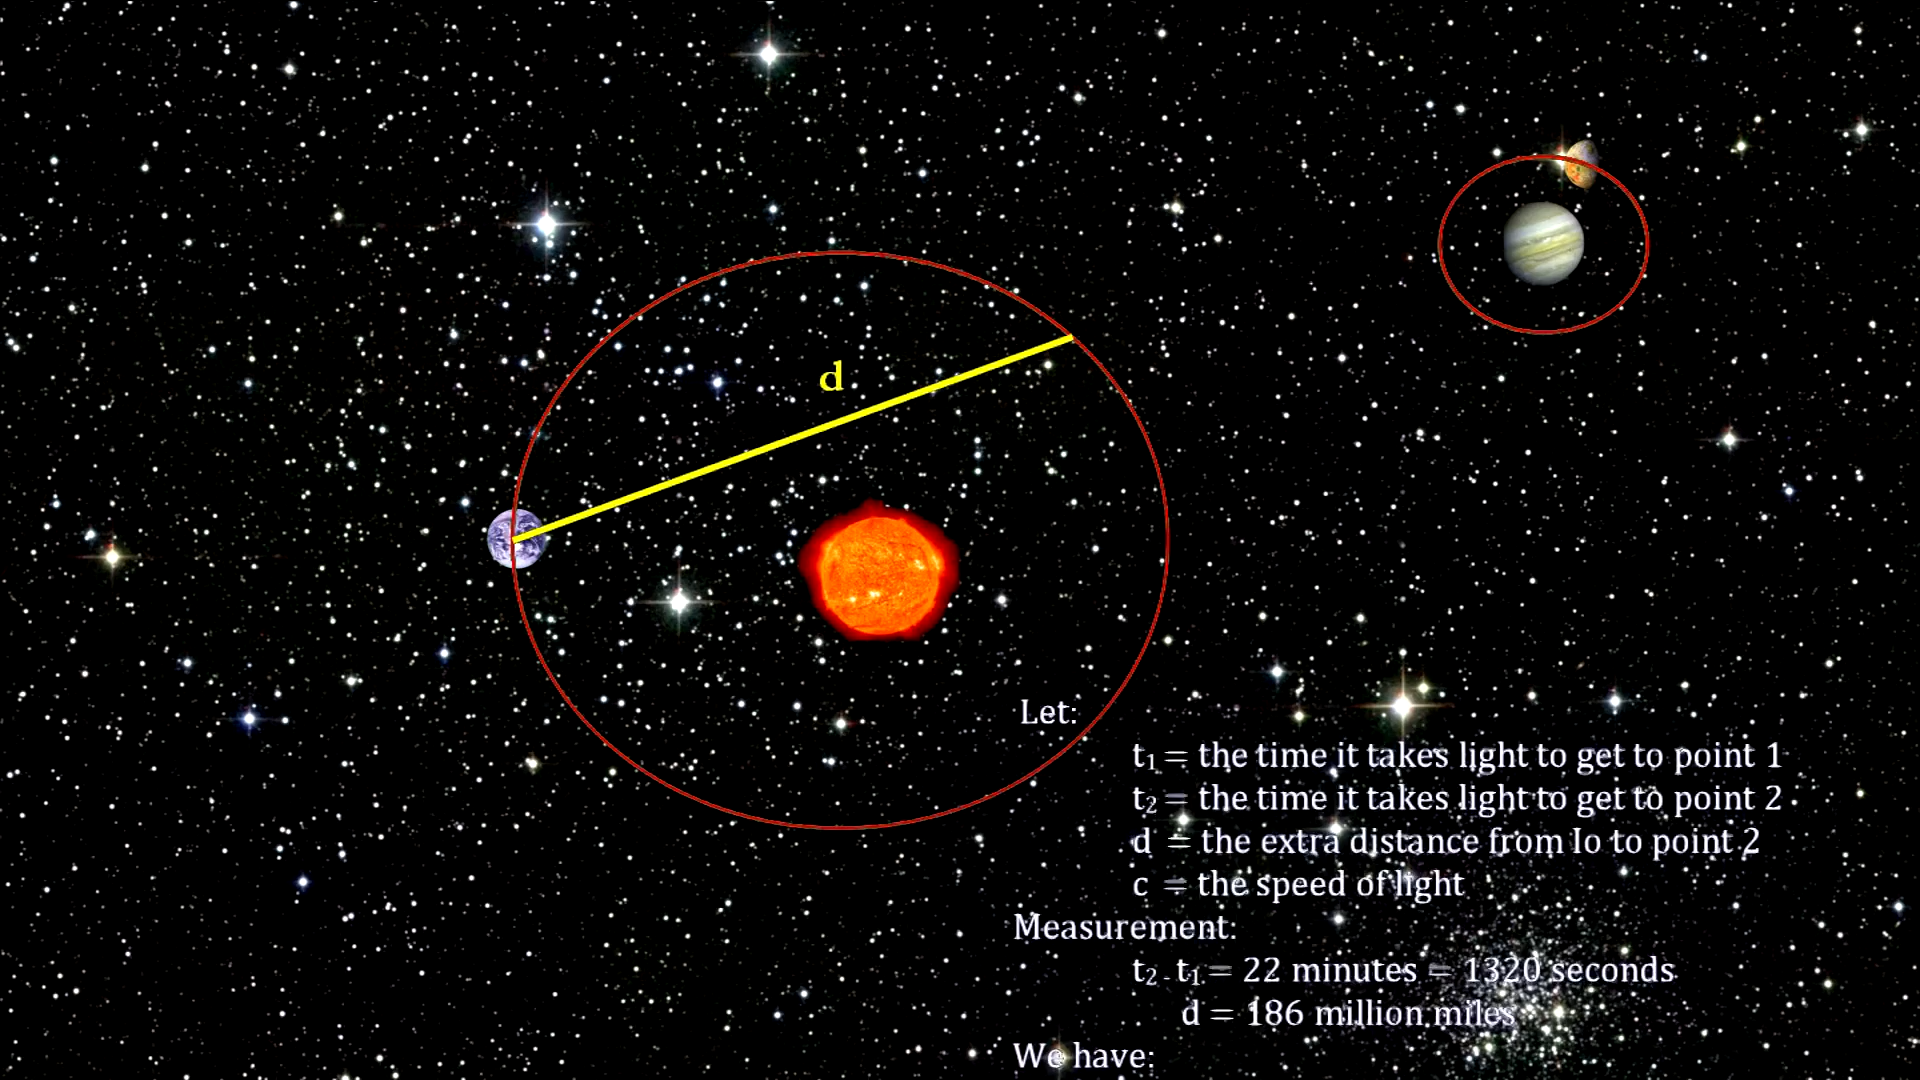 d
Let:
t₁ = the time it takes light to get to point 1
t₂ = the time it takes light to get to point 2
d = the extra distance from Io to point 2
c = the speed of light
Measurement:
t₂ - t₁ = 22 minutes = 1320 seconds
d = 186 million miles
We have: